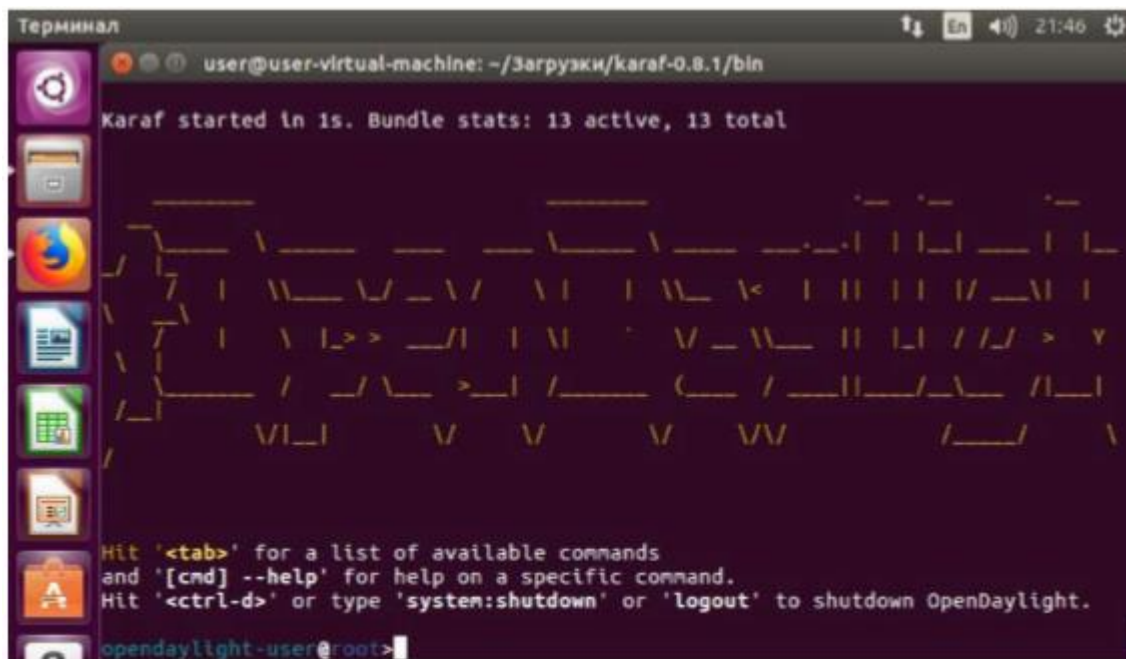 Терминал En 21:46
user@user-virtual-machine: ~/Загрузки/karaf-0.8.1/bin
Karaf started in 1s. Bundle stats: 13 active, 13 total
Hit '<tab>' for a list of available commands
and '[cmd] --help' for help on a specific command.
Hit '<ctrl-d>' or type 'system:shutdown' or 'logout' to shutdown OpenDaylight.
opendaylight-user@root>